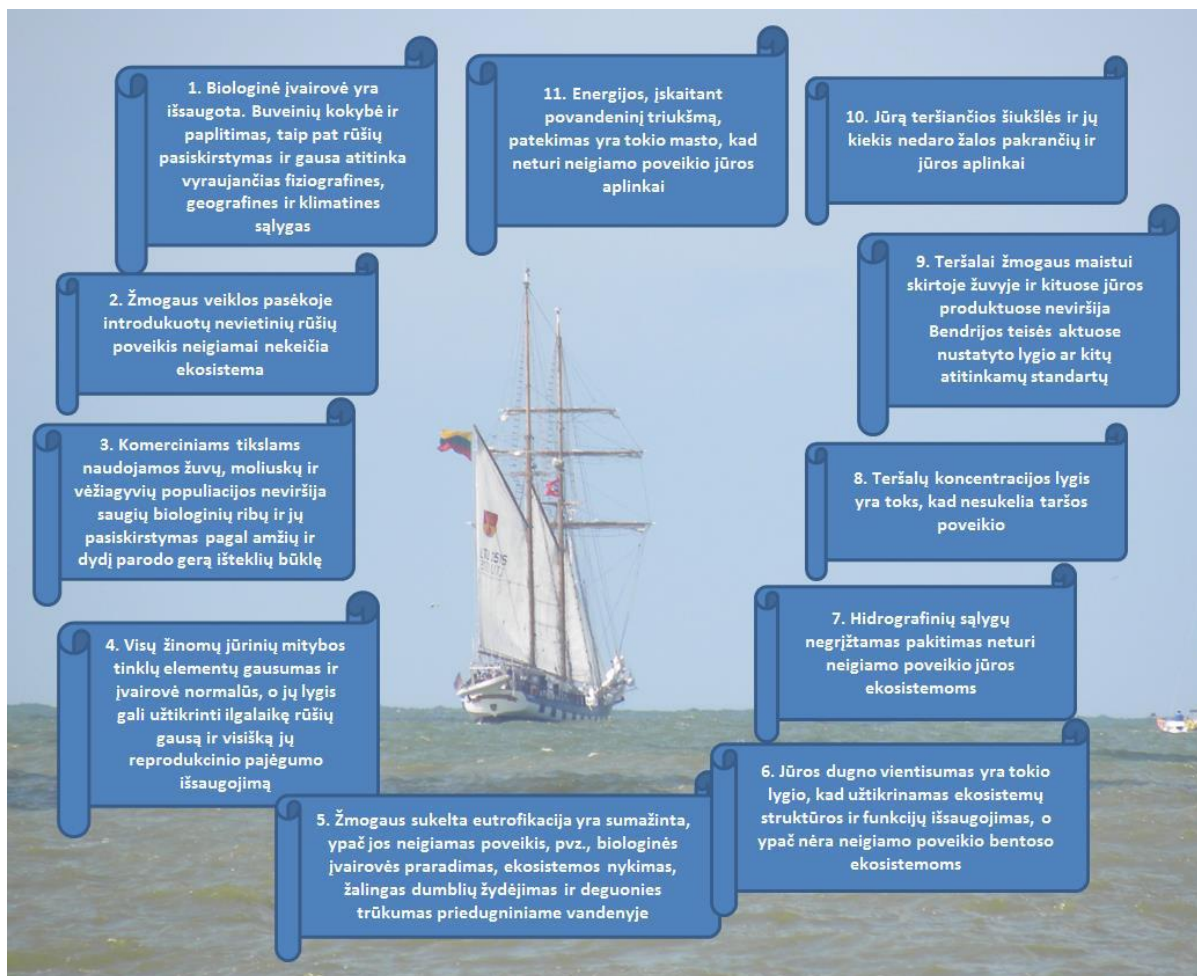 1. Biologinė įvairovė yra
išsaugota. Buveinių kokybė ir
paplitimas, taip pat rūšių
pasiskirstymas ir gausa atitinka
vyraujančias fiziografines,
geografines ir klimatines
sąlygas
2. Žmogaus veiklos pasėkoje
introdukuotų nevietinių rūšių
poveikis neigiamai nekeičia
ekosistema
3. Komerciniams tikslams
naudojamos žuvų, moliuskų ir
vėžiagyvių populiacijos neviršija
saugių biologinių ribų ir jų
pasiskirstymas pagal amžių ir
dydį parodo gerą išteklių būklę
4. Visų žinomų jūrinių mitybos
tinklų elementų gausumas ir
įvairovė normalūs, o jų lygis
gali užtikrinti ilgalaikę rūšių
gausą ir visišką jų
reprodukcinio pajėgumo
išsaugojimą
5. Žmogaus sukelta eutrofikacija yra sumažinta,
ypač jos neigiamas poveikis, pvz., biologinės
įvairovės praradimas, ekosistemos nykimas,
žalingas dumblių žydėjimas ir deguonies
trūkumas priedugniniame vandenyje
6. Jūros dugno vientisumas yra tokio
lygio, kad užtikrinamas ekosistemų
struktūros ir funkcijų išsaugojimas, o
ypač nėra neigiamo poveikio bentoso
ekosistemoms
7. Hidrografinių sąlygų
negrįžtamas pakitimas neturi
neigiamo poveikio jūros
ekosistemoms
8. Teršalų koncentracijos lygis
yra toks, kad nesukelia taršos
poveikio
9. Teršalai žmogaus maistui
skirtoje žuvyje ir kituose jūros
produktuose neviršija
Bendrijos teisės aktuose
nustatyto lygio ar kitų
atitinkamų standartų
10. Jūrą teršiančios šiukšlės ir jų
kiekis nedaro žalos pakrančių ir
jūros aplinkai
11. Energijos, įskaitant
povandeninį triukšmą,
patekimas yra tokio masto, kad
neturi neigiamo poveikio jūros
aplinkai